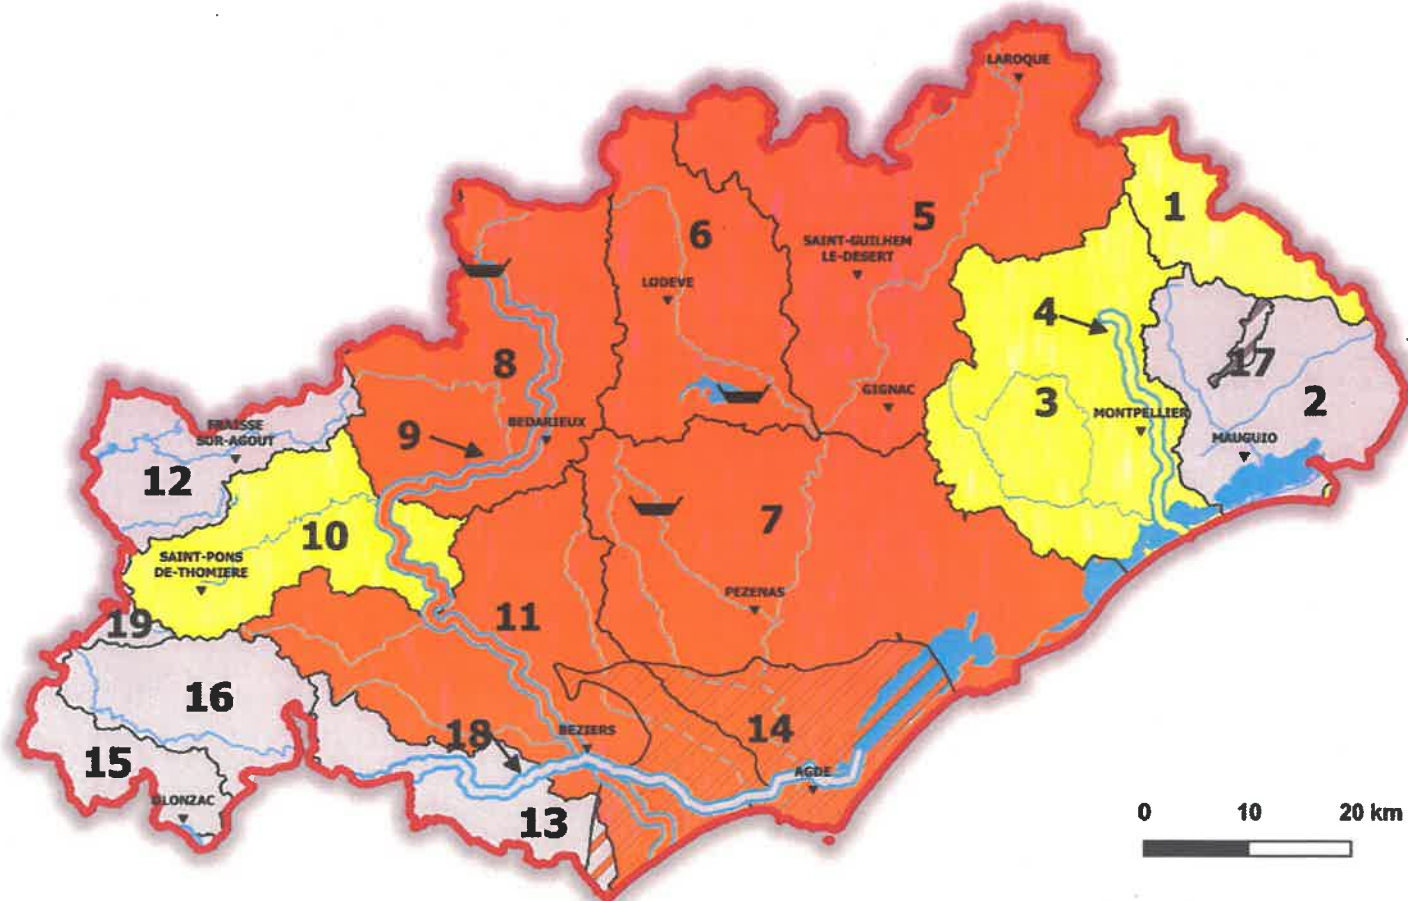 LAROQUE
1
5
6
SAINT-GUILHEM
LE-DESERT
LODEVE
4
17
8
GIGNAC
3
2
MONTPELLIER
FRAISSE
SUR-AGOUT
BEDARIEUX
9
MAUGUIO
12
7
10
SAINT-PONS
DE-THOMIERE
PEZENAS
11
19
16
14
18
BEZIERS
15
AGDE
OLONZAC
13
0 10 20 km